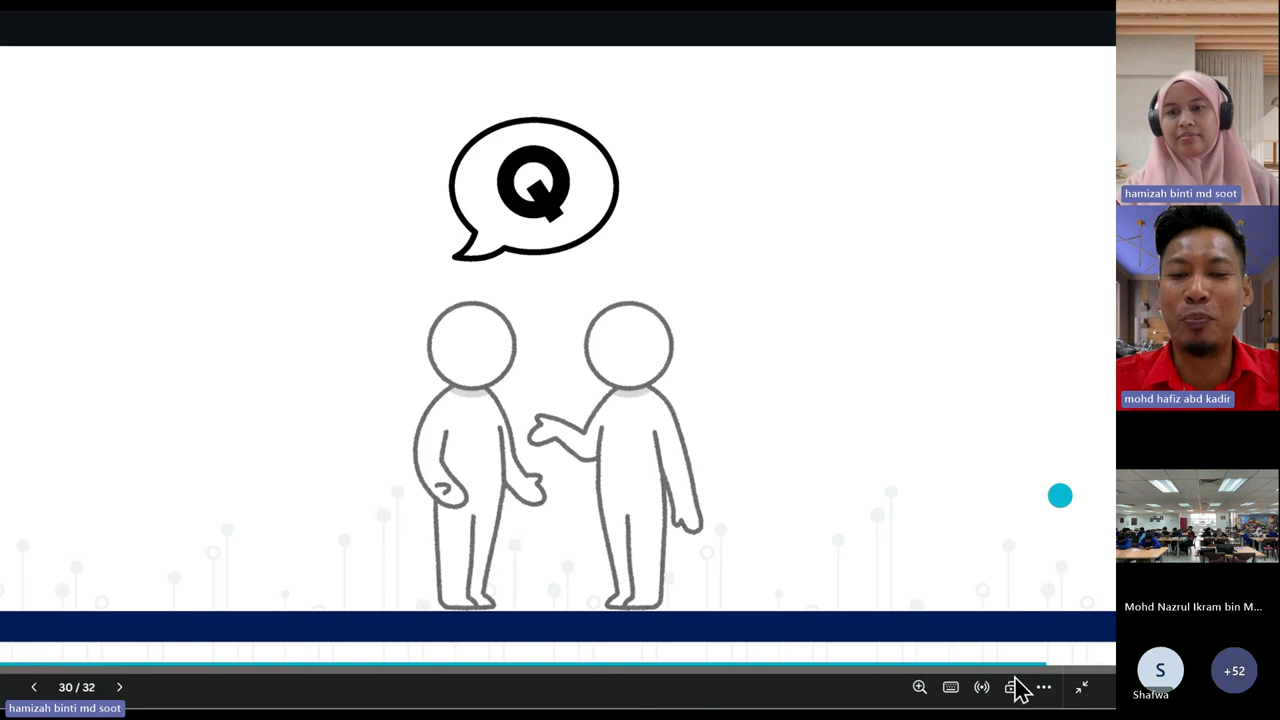 Q
hamizah binti md soot
mohd hafiz abd kadir
Mohd Nazrul Ikram bin M...
S
Shafwa
+52
30 / 32
hamizah binti md soot